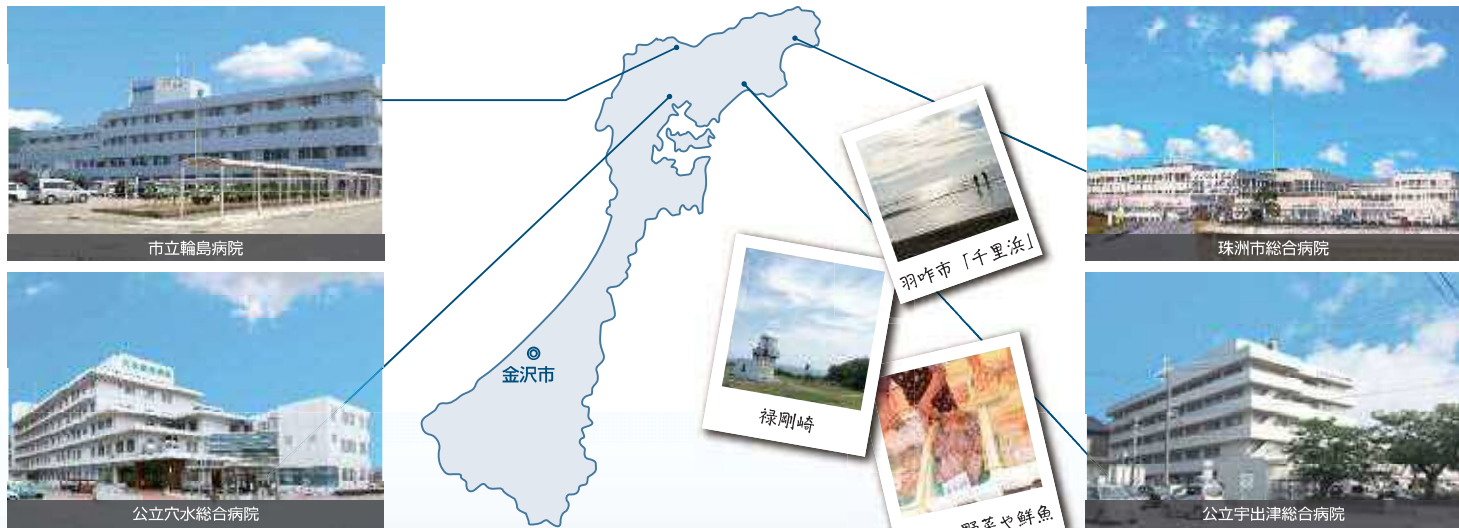 市立輪島病院
珠洲市総合病院
羽咋市「千里浜」
禄剛崎
金沢市
野菜や鮮魚
公立穴水総合病院
公立宇出津総合病院